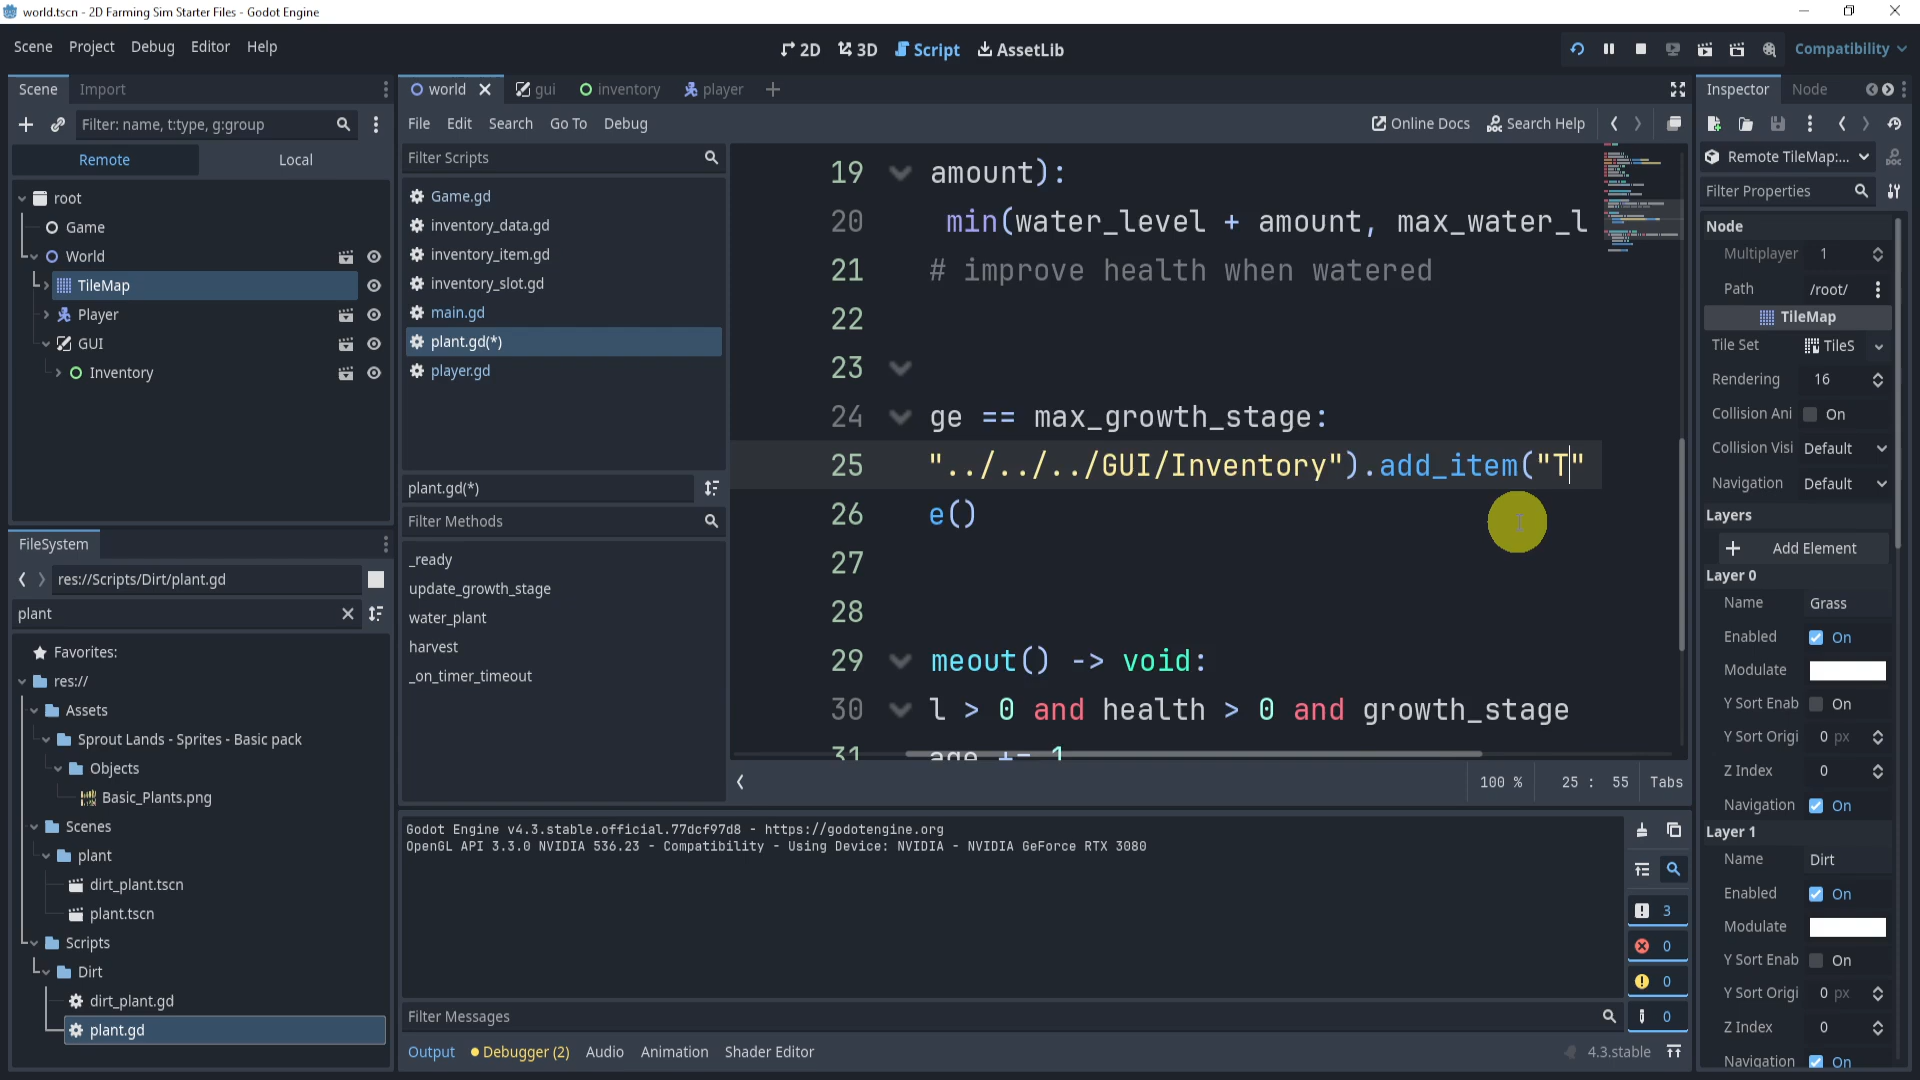 world.tscn - 2D Farming Sim Starter Files - Godot Engine
Scene Project Debug Editor Help
2D 3D Script AssetLib
Compatibility
Scene Import
Filter: name, t:type, g:group
Remote Local
root
Game
World
TileMap
Player
GUI
Inventory
FileSystem
res://Scripts/Dirt/plant.gd
plant
Favorites:
res://
Assets
Sprout Lands - Sprites - Basic pack
Objects
Basic_Plants.png
Scenes
plant
dirt_plant.tscn
plant.tscn
Scripts
Dirt
dirt_plant.gd
plant.gd
world gui inventory player
File Edit Search Go To Debug
Online Docs Search Help
Filter Scripts
Game.gd
inventory_data.gd
inventory_item.gd
inventory_slot.gd
main.gd
plant.gd(*)
player.gd
plant.gd(*)
Filter Methods
_ready
update_growth_stage
water_plant
harvest
_on_timer_timeout
19 amount):
20 min(water_level + amount, max_water_l
21 # improve health when watered
22
23
24 ge == max_growth_stage:
25 "../../../GUI/Inventory").add_item("T"
26 e()
27
28
29 meout() -> void:
30 l > 0 and health > 0 and growth_stage
31 age += 1
100 % 25 : 55 Tabs
Godot Engine v4.3.stable.official.77dcf97d8 - https://godotengine.org
OpenGL API 3.3.0 NVIDIA 536.23 - Compatibility - Using Device: NVIDIA - NVIDIA GeForce RTX 3080
3
0
0
0
Filter Messages
Output Debugger (2) Audio Animation Shader Editor
4.3.stable
Inspector Node
Remote TileMap:...
DOC
Filter Properties
Node
Multiplayer 1
Path /root/
TileMap
Tile Set TileS
Rendering 16
Collision Ani On
Collision Visi Default
Navigation Default
Layers
Add Element
Layer 0
Name Grass
Enabled On
Modulate
Y Sort Enab On
Y Sort Origi 0 px
Z Index 0
Navigation On
Layer 1
Name Dirt
Enabled On
Modulate
Y Sort Enab On
Y Sort Origi 0 px
Z Index 0
Navigation On